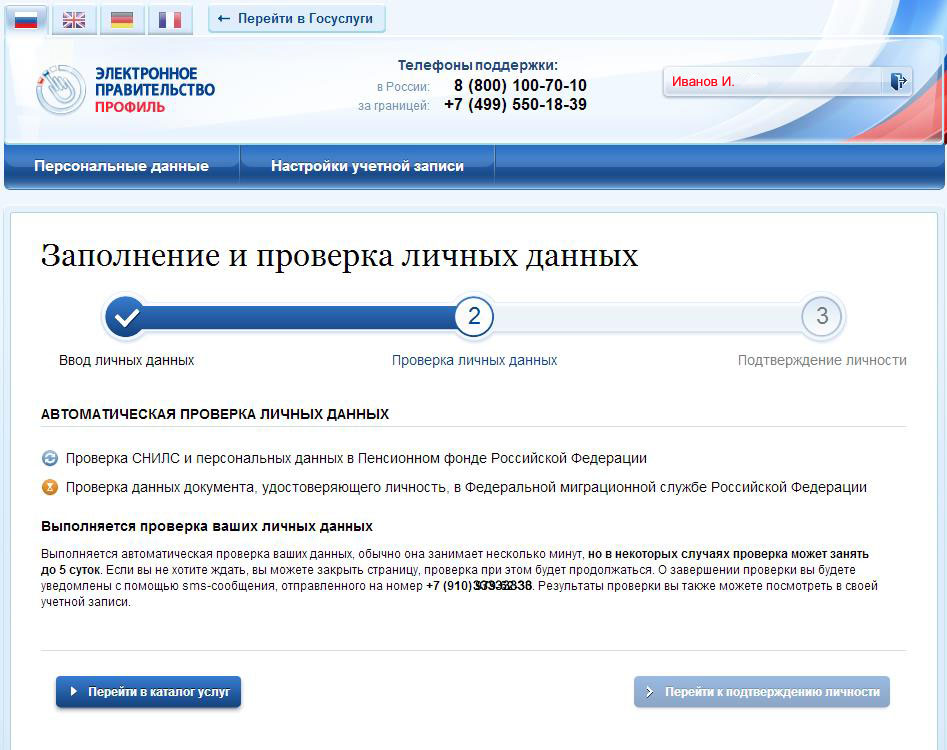 ← Перейти в Госуслуги
ЭЛЕКТРОННОЕ
ПРАВИТЕЛЬСТВО
ПРОФИЛЬ
Телефоны поддержки:
в России: 8 (800) 100-70-10
за границей: +7 (499) 550-18-39
Иванов И.
Персональные данные
Настройки учетной записи
Заполнение и проверка личных данных
2
3
Ввод личных данных
Проверка личных данных
Подтверждение личности
АВТОМАТИЧЕСКАЯ ПРОВЕРКА ЛИЧНЫХ ДАННЫХ
Проверка СНИЛС и персональных данных в Пенсионном фонде Российской Федерации
Проверка данных документа, удостоверяющего личность, в Федеральной миграционной службе Российской Федерации
Выполняется проверка ваших личных данных
Выполняется автоматическая проверка ваших данных, обычно она занимает несколько минут, но в некоторых случаях проверка может занять
до 5 суток. Если вы не хотите ждать, вы можете закрыть страницу, проверка при этом будет продолжаться. О завершении проверки вы будете
уведомлены с помощью sms-сообщения, отправленного на номер +7 (910) Результаты проверки вы также можете посмотреть в своей
учетной записи.
Перейти в каталог услуг
Перейти к подтверждению личности